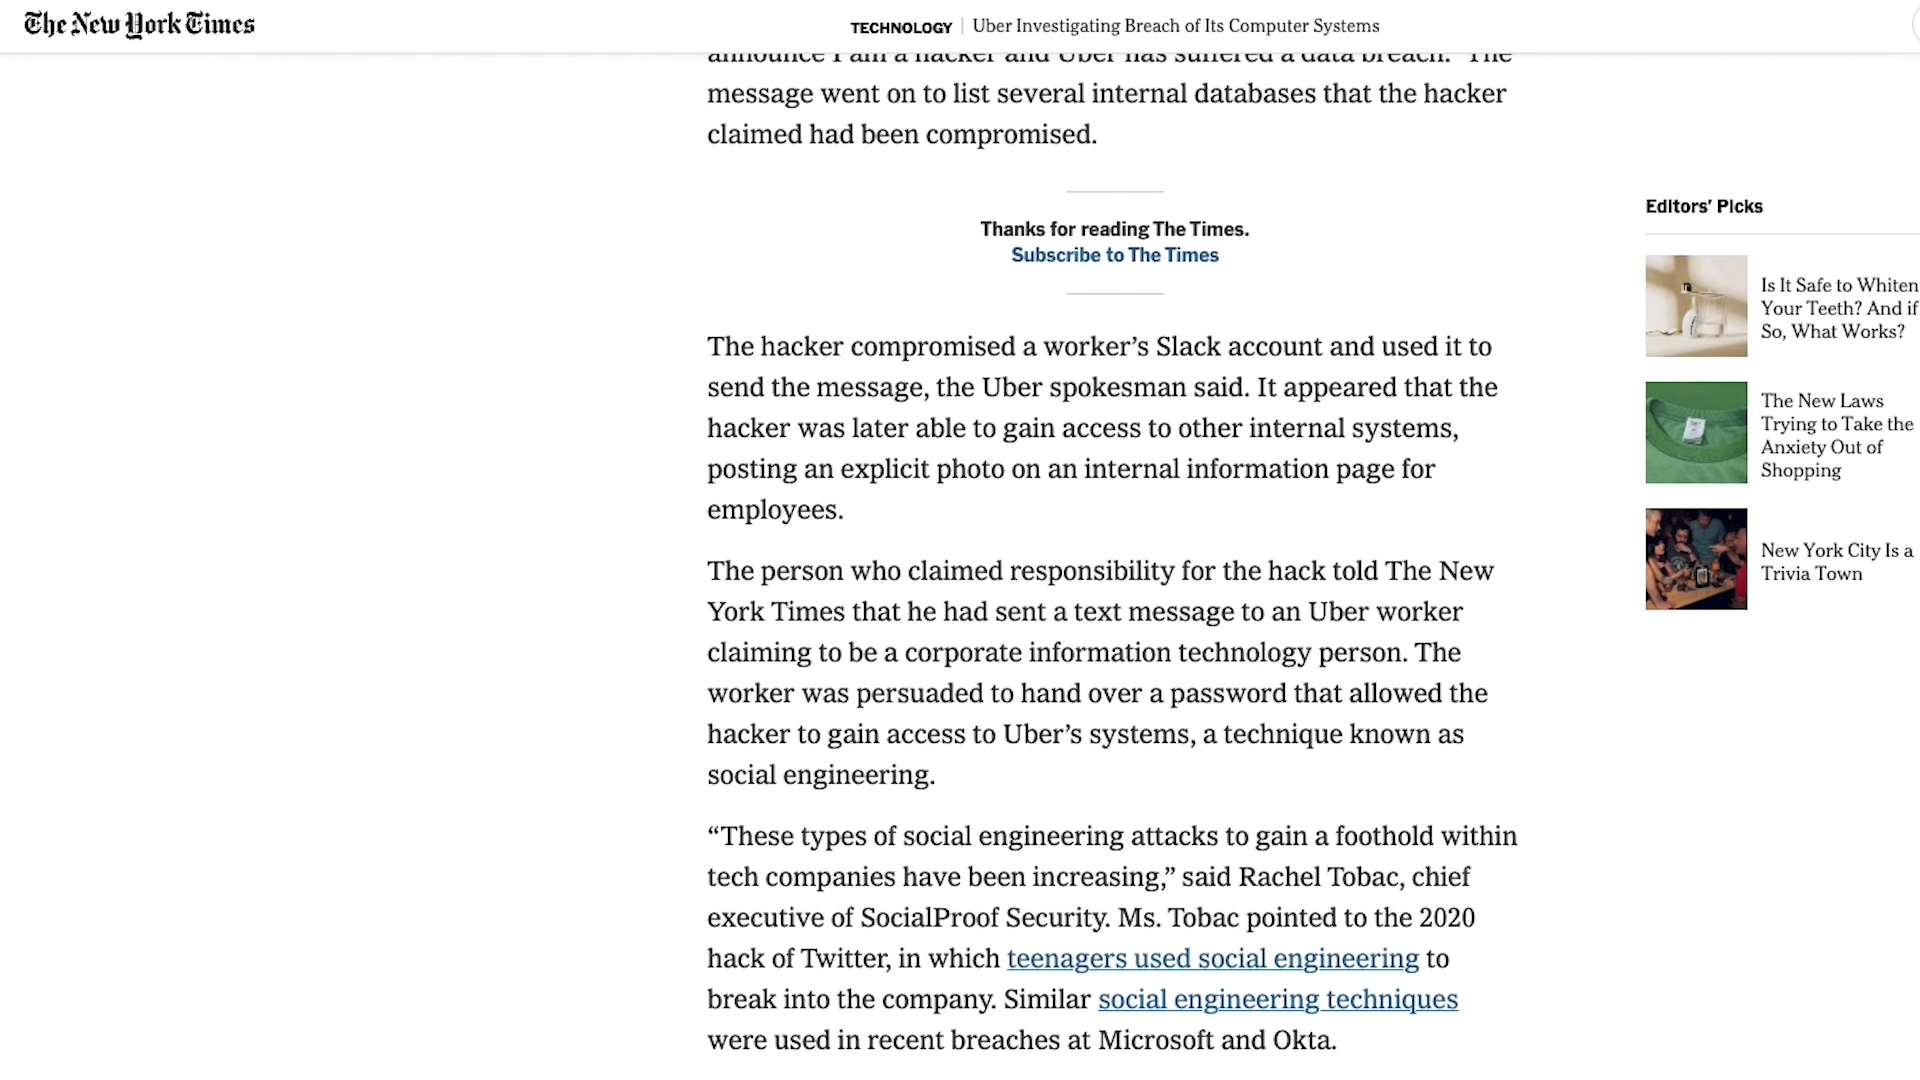 The New York Times
TECHNOLOGY | Uber Investigating Breach of Its Computer Systems
announce I am a hacker and Uber has suffered a data breach.” The
message went on to list several internal databases that the hacker
claimed had been compromised.
Thanks for reading The Times.
Subscribe to The Times
The hacker compromised a worker’s Slack account and used it to
send the message, the Uber spokesman said. It appeared that the
hacker was later able to gain access to other internal systems,
posting an explicit photo on an internal information page for
employees.
The person who claimed responsibility for the hack told The New
York Times that he had sent a text message to an Uber worker
claiming to be a corporate information technology person. The
worker was persuaded to hand over a password that allowed the
hacker to gain access to Uber’s systems, a technique known as
social engineering.
“These types of social engineering attacks to gain a foothold within
tech companies have been increasing,” said Rachel Tobac, chief
executive of SocialProof Security. Ms. Tobac pointed to the 2020
hack of Twitter, in which teenagers used social engineering to
break into the company. Similar social engineering techniques
were used in recent breaches at Microsoft and Okta.
Editors’ Picks
Is It Safe to Whiten
Your Teeth? And if
So, What Works?
The New Laws
Trying to Take the
Anxiety Out of
Shopping
New York City Is a
Trivia Town